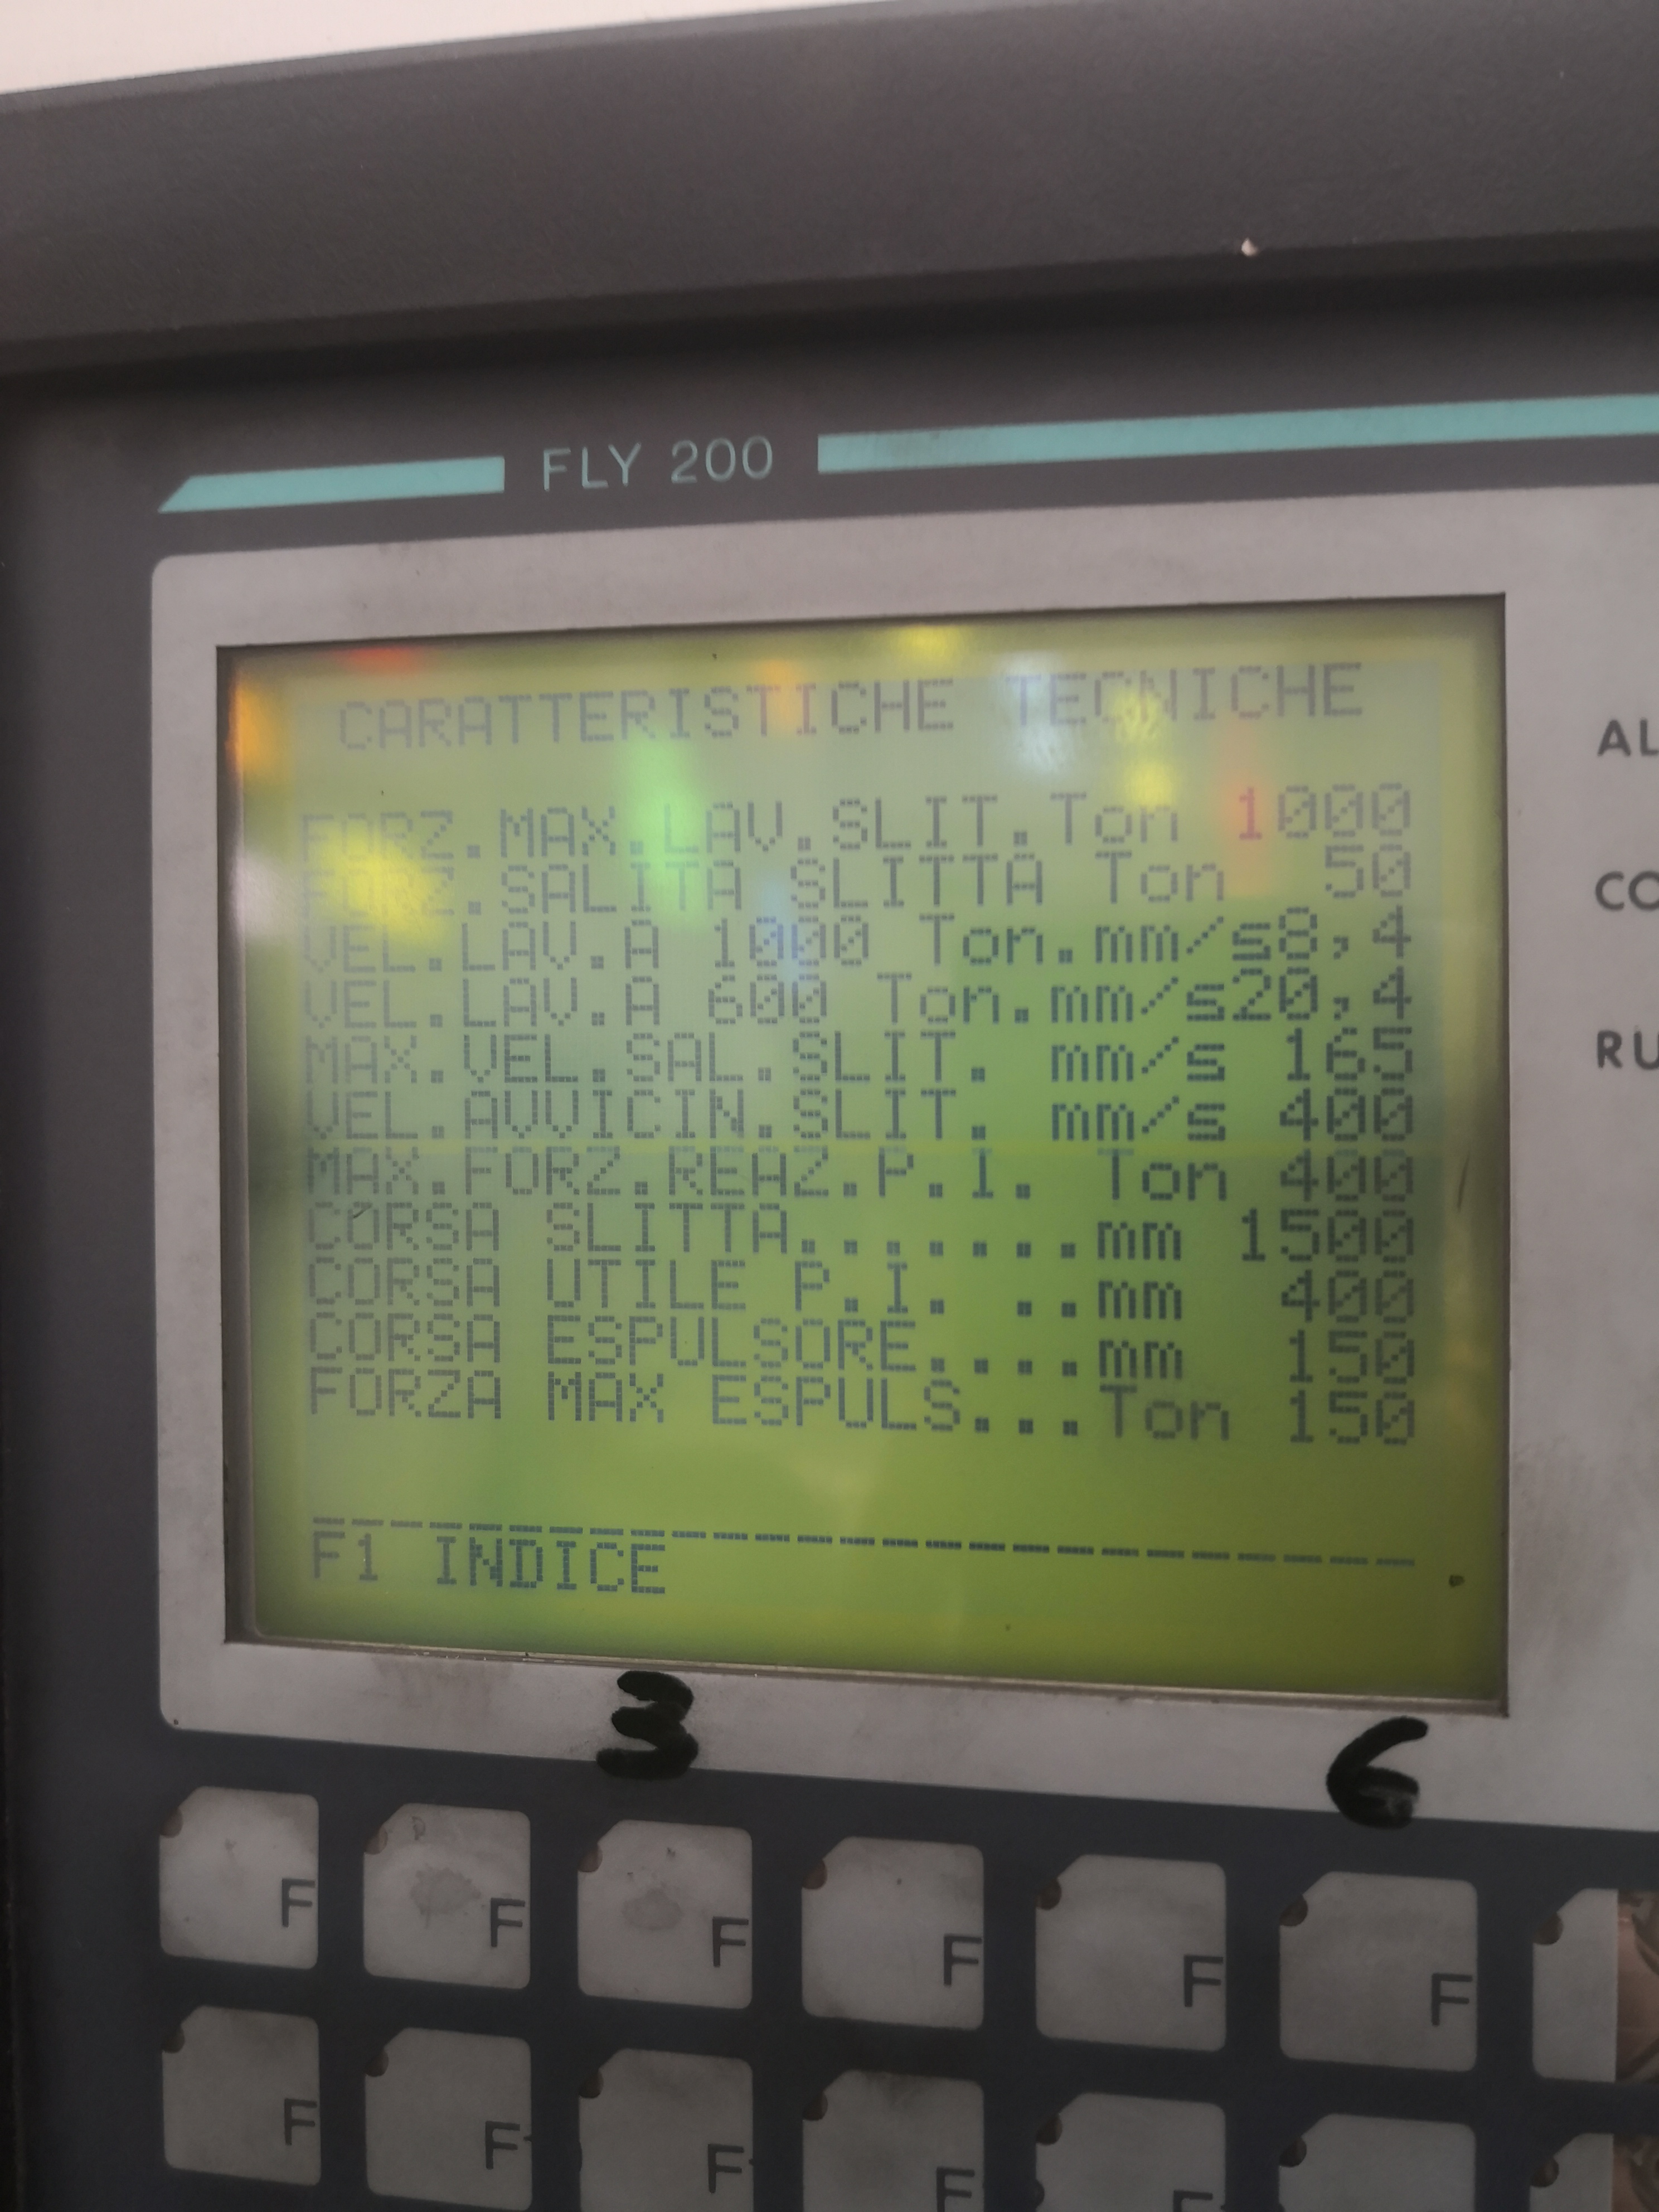 FLY 200
CARATTERISTICHE TECNICHE
FORZ.MAX.LAV.SLIT.Ton 1000
FORZ.SALITA SLITTA Ton 50
VEL.LAV.A 1000 Ton.mm/s8,4
VEL.LAV.A 600 Ton.mm/s20,4
MAX.VEL.SAL.SLIT. mm/s 165
VEL.AVVICIN.SLIT. mm/s 400
MAX.FORZ.REAZ.P.I. Ton 400
CORSA SLITTA.......mm 1500
CORSA UTILE P.I. ..mm 400
CORSA ESPULSORE....mm 150
FORZA MAX ESPULS...Ton 150
F1 INDICE
AL
CO
RU
3 6
F F F F F F
F F F F F